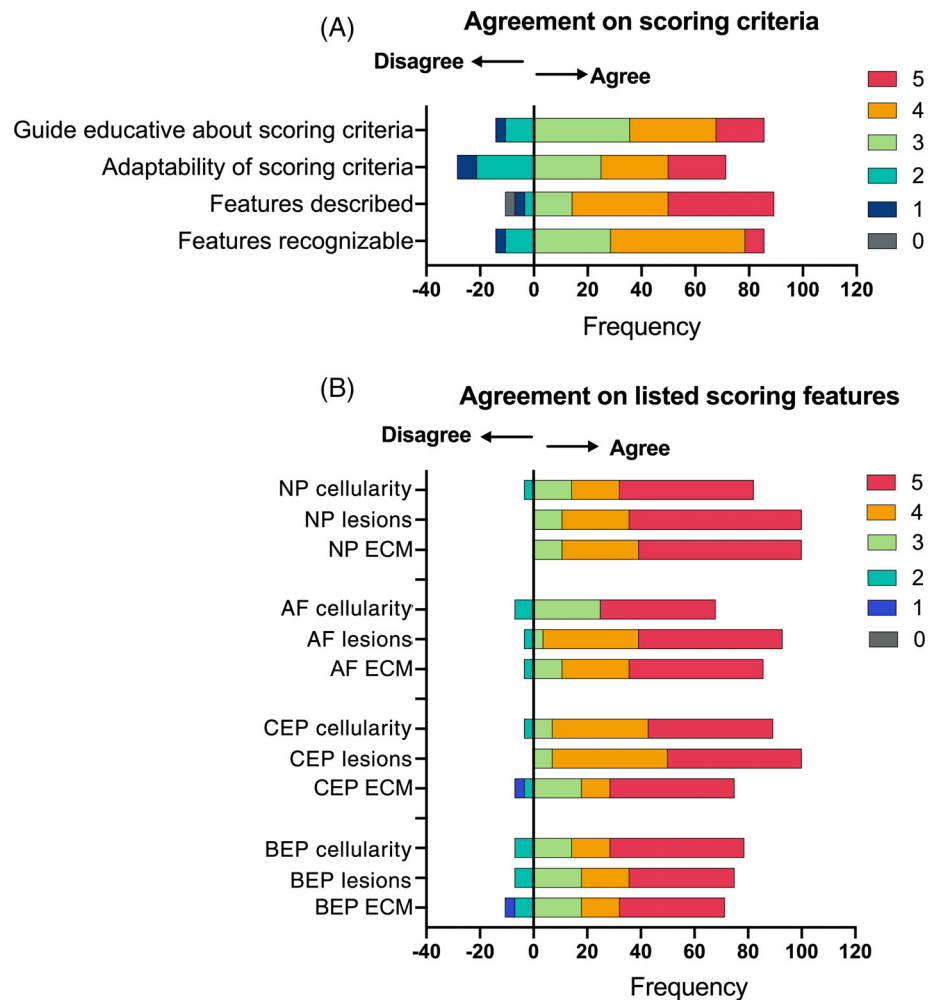 (A)
Agreement on scoring criteria
Disagree
Agree
Guide educative about scoring criteria
Adaptability of scoring criteria
Features described
Features recognizable
5
4
3
2
1
0
-40 -20 0 20 40 60 80 100 120
Frequency
(B)
Agreement on listed scoring features
Disagree
Agree
NP cellularity
NP lesions
NP ECM
AF cellularity
AF lesions
AF ECM
CEP cellularity
CEP lesions
CEP ECM
BEP cellularity
BEP lesions
BEP ECM
5
4
3
2
1
0
-40 -20 0 20 40 60 80 100 120
Frequency